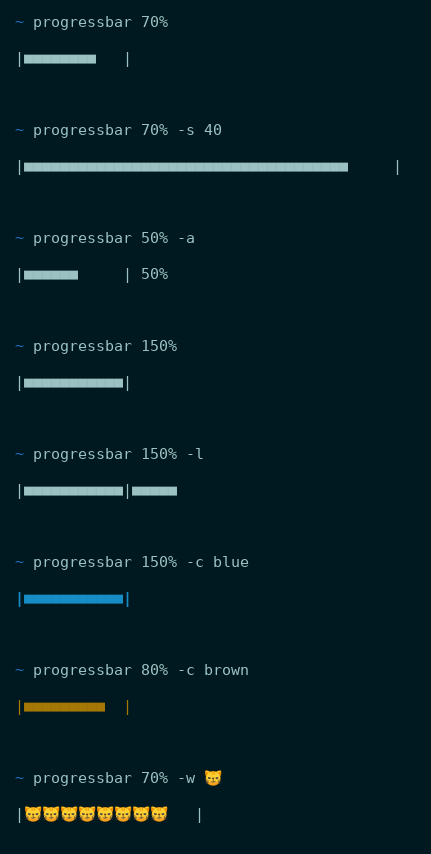 ~ progressbar 70%
|■■■■■■■■   |
~ progressbar 70% -s 40
|■■■■■■■■■■■■■■■■■■■■■■■■■■■■■■■■■■■■     |
~ progressbar 50% -a
|■■■■■■     | 50%
~ progressbar 150%
|■■■■■■■■■■■|
~ progressbar 150% -l
|■■■■■■■■■■■|■■■■■
~ progressbar 150% -c blue
|■■■■■■■■■■■|
~ progressbar 80% -c brown
|■■■■■■■■■  |
~ progressbar 70% -w 😼
|😼😼😼😼😼😼😼😼   |